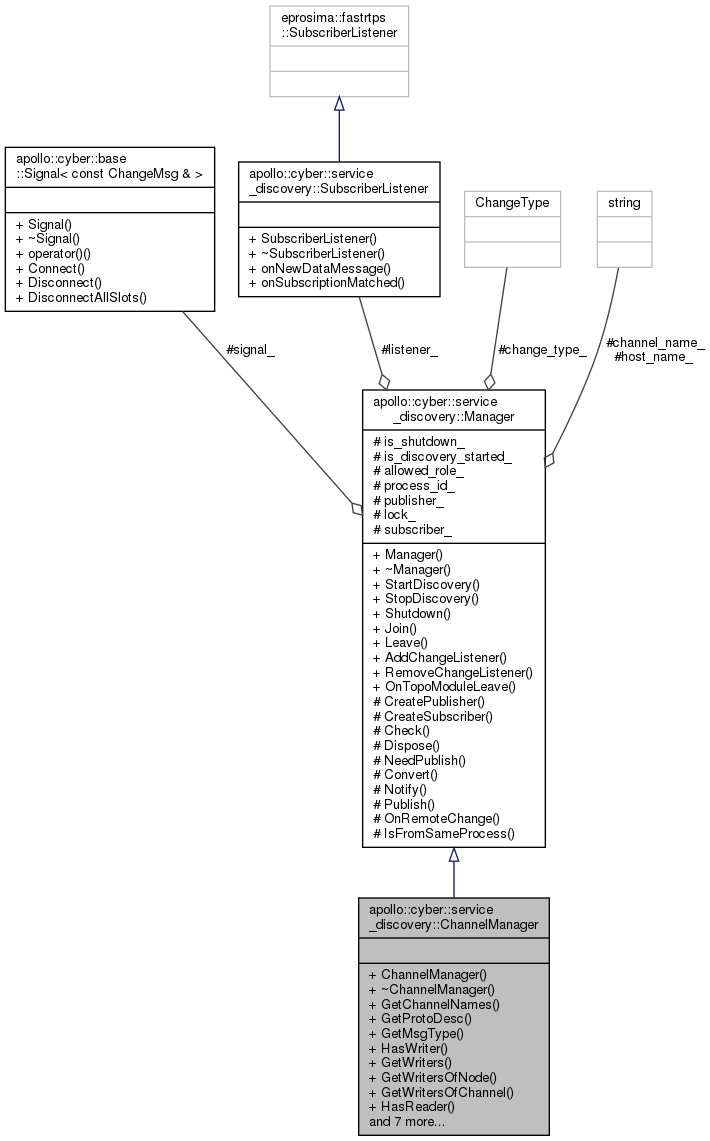 eprosima::fastrtps
::SubscriberListener
apollo::cyber::base
::Signal< const ChangeMsg & >
+ Signal()
+ ~Signal()
+ operator()()
+ Connect()
+ Disconnect()
+ DisconnectAllSlots()
apollo::cyber::service
_discovery::SubscriberListener
+ SubscriberListener()
+ ~SubscriberListener()
+ onNewDataMessage()
+ onSubscriptionMatched()
ChangeType
string
#signal_
#listener_
#change_type_
#channel_name_
#host_name_
apollo::cyber::service
_discovery::Manager
# is_shutdown_
# is_discovery_started_
# allowed_role_
# process_id_
# publisher_
# lock_
# subscriber_
+ Manager()
+ ~Manager()
+ StartDiscovery()
+ StopDiscovery()
+ Shutdown()
+ Join()
+ Leave()
+ AddChangeListener()
+ RemoveChangeListener()
+ OnTopoModuleLeave()
# CreatePublisher()
# CreateSubscriber()
# Check()
# Dispose()
# NeedPublish()
# Convert()
# Notify()
# Publish()
# OnRemoteChange()
# IsFromSameProcess()
apollo::cyber::service
_discovery::ChannelManager
+ ChannelManager()
+ ~ChannelManager()
+ GetChannelNames()
+ GetProtoDesc()
+ GetMsgType()
+ HasWriter()
+ GetWriters()
+ GetWritersOfNode()
+ GetWritersOfChannel()
+ HasReader()
and 7 more...